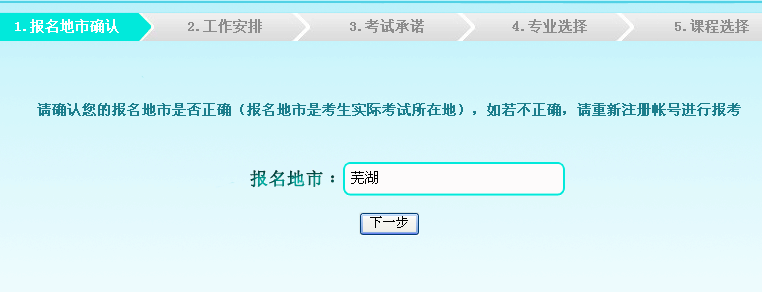 1.报名地市确认 2.工作安排 3.考试承诺 4.专业选择 5.课程选择
请确认您的报名地市是否正确（报名地市是考生实际考试所在地），如若不正确，请重新注册帐号进行报考
报名地市：芜湖
下一步